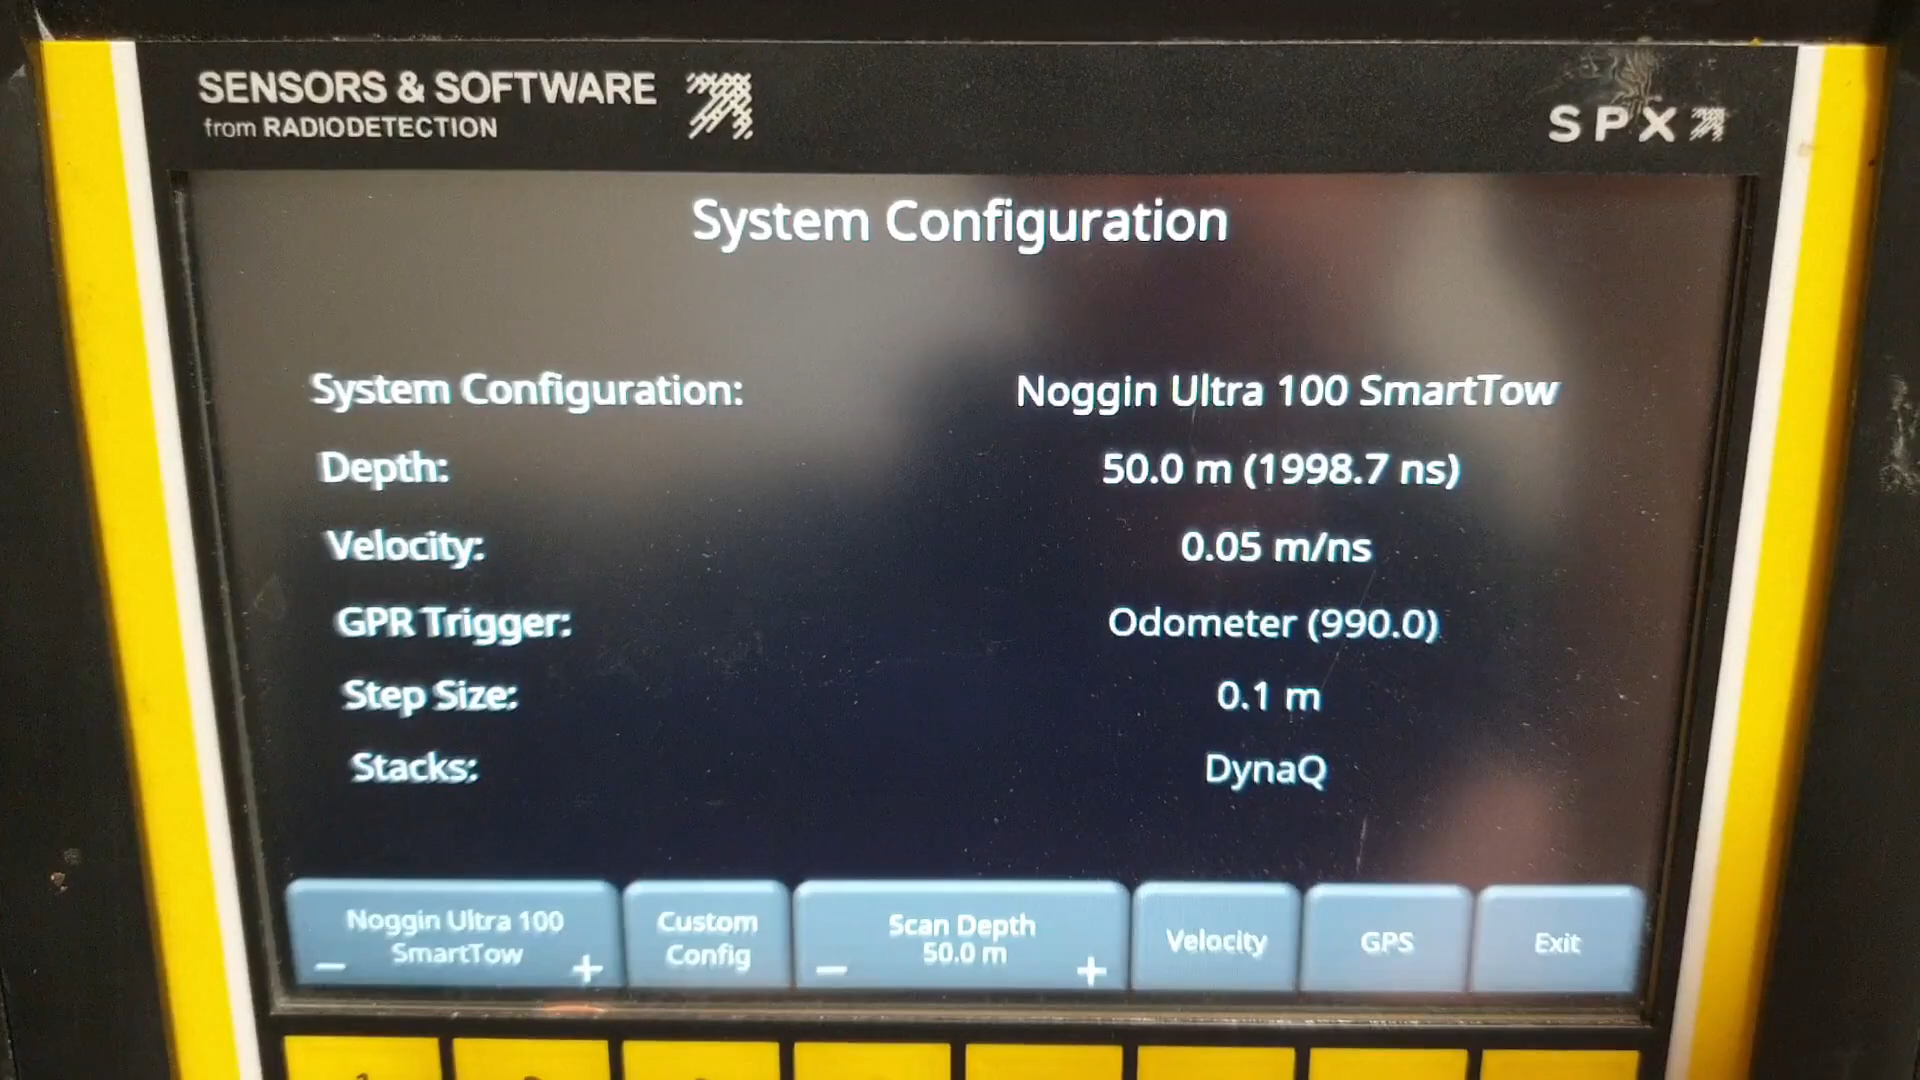 SENSORS & SOFTWARE
from RADIODETECTION
SPX
System Configuration
System Configuration: Noggin Ultra 100 SmartTow
Depth: 50.0 m (1998.7 ns)
Velocity: 0.05 m/ns
GPR Trigger: Odometer (990.0)
Step Size: 0.1 m
Stacks: DynaQ
Noggin Ultra 100
SmartTow
− +
Custom
Config
Scan Depth
50.0 m
− +
Velocity
GPS
Exit